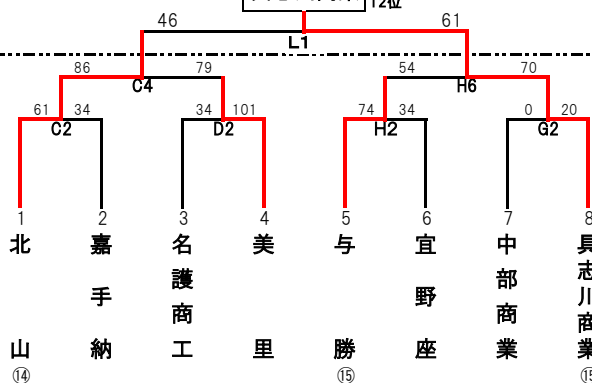 12位
46 61
L1
86 79 54 70
C4 H6
61 34 34 101 74 34 0 20
C2 D2 H2 G2
1 2 3 4 5 6 7 8
北山
嘉手納
名護商工
美里
与勝
宜野座
中部商業
具志川商業
⑭ ⑮ ⑮